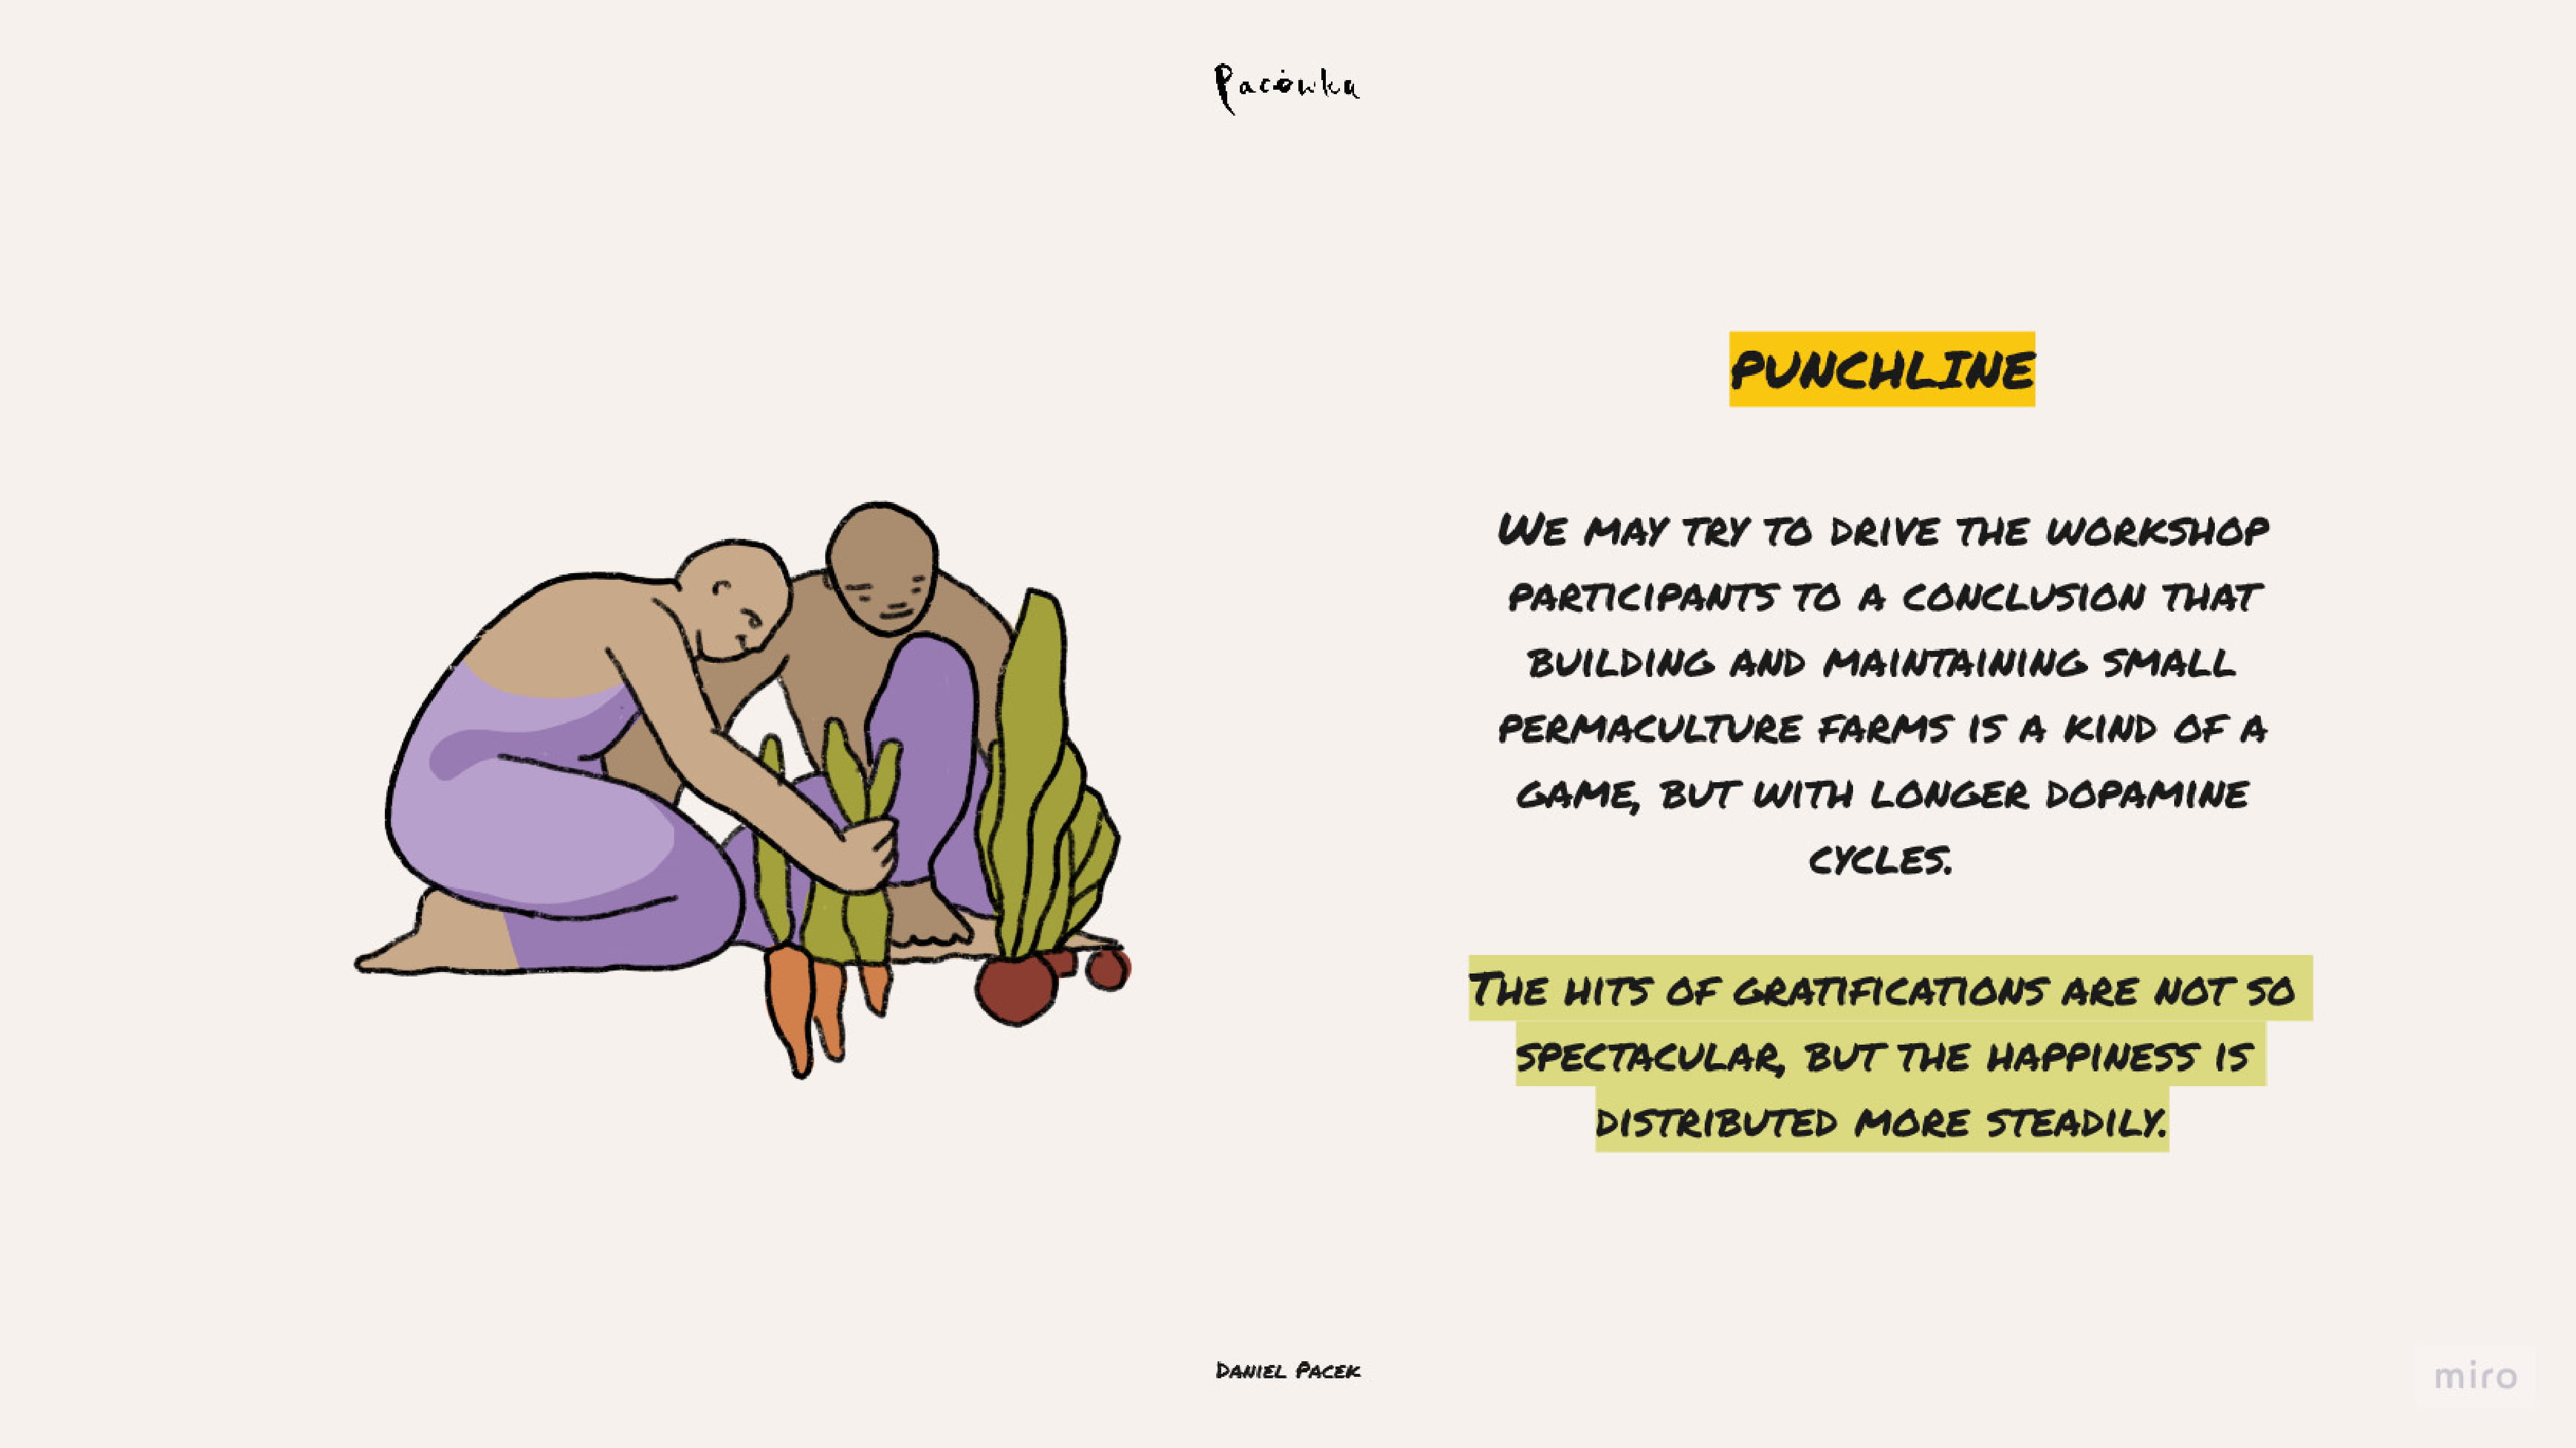 Pacówka
PUNCHLINE
WE MAY TRY TO DRIVE THE WORKSHOP
PARTICIPANTS TO A CONCLUSION THAT
BUILDING AND MAINTAINING SMALL
PERMACULTURE FARMS IS A KIND OF A
GAME, BUT WITH LONGER DOPAMINE
CYCLES.
THE HITS OF GRATIFICATIONS ARE NOT SO
SPECTACULAR, BUT THE HAPPINESS IS
DISTRIBUTED MORE STEADILY.
DANIEL PACEK
miro